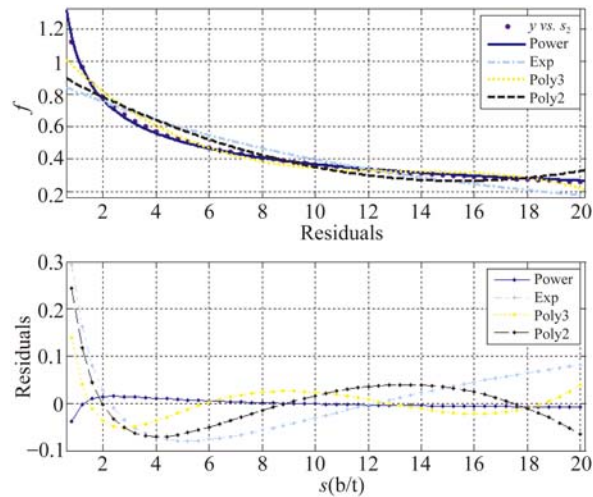 1.2
1
0.8
0.6
0.4
0.2
f
y vs. s₂
Power
Exp
Poly3
Poly2
2 4 6 8 10 12 14 16 18 20
Residuals
0.3
0.2
0.1
0
−0.1
Residuals
Power
Exp
Poly3
Poly2
2 4 6 8 10 12 14 16 18 20
s(b/t)